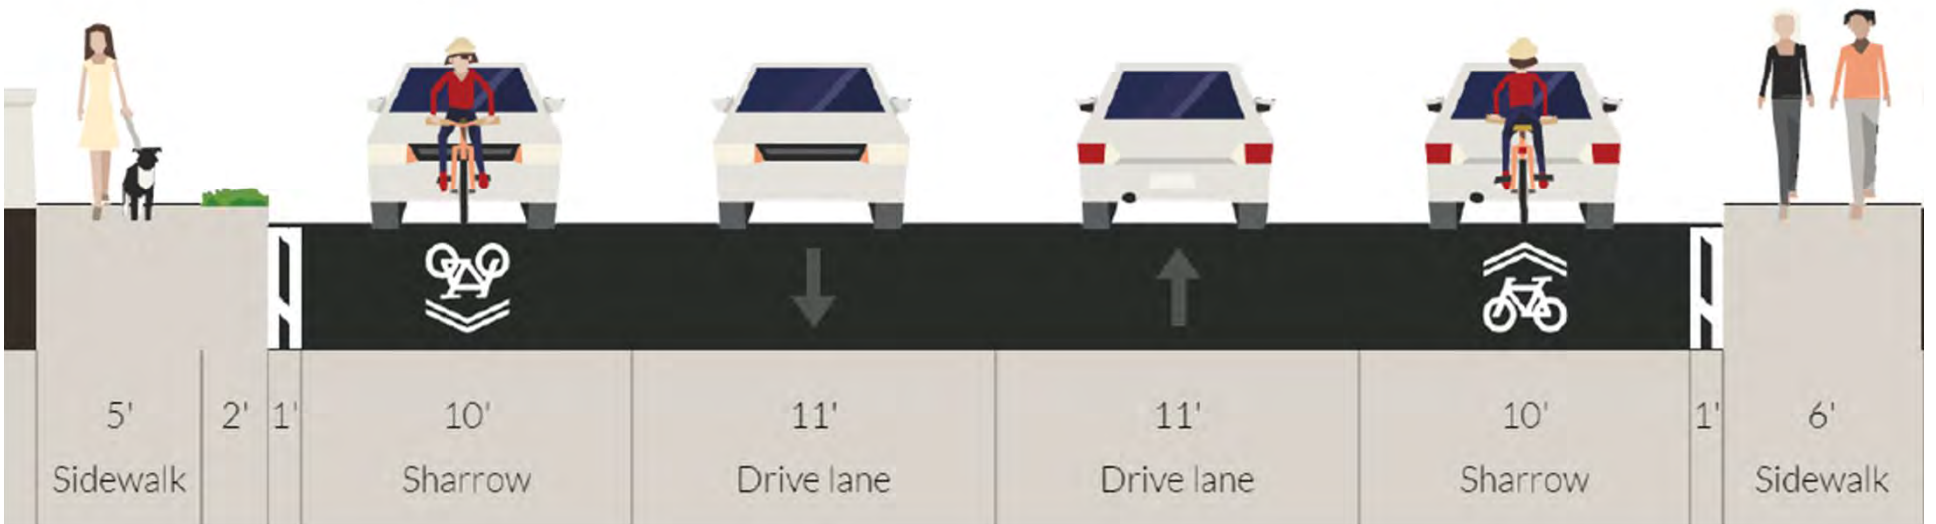 5' 2' 1' 10' 11' 11' 10' 1' 6'
Sidewalk Sharrow Drive lane Drive lane Sharrow Sidewalk